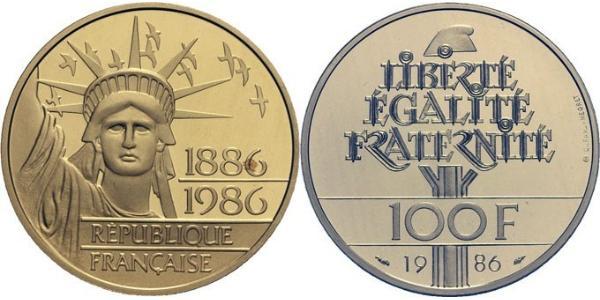 1886
1986
RÉPUBLIQUE
FRANÇAISE
LIBERTÉ
ÉGALITÉ
FRATERNITÉ
100 F
19 86